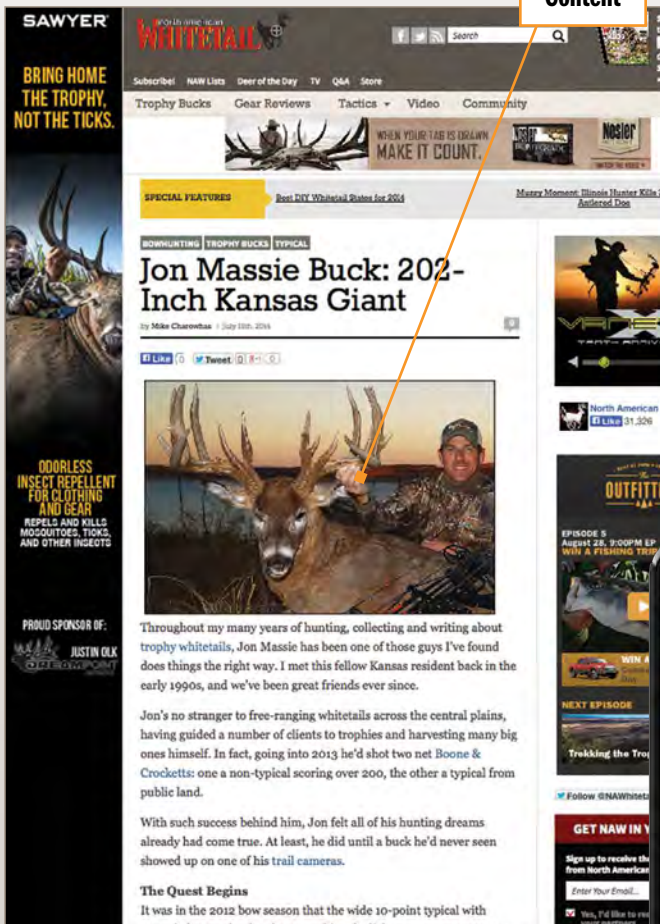 Content
SAWYER
BRING HOME
THE TROPHY,
NOT THE TICKS.
ODORLESS
INSECT REPELLENT
FOR CLOTHING
AND GEAR
REPELS AND KILLS
MOSQUITOES, TICKS,
AND OTHER INSECTS
PROUD SPONSOR OF:
JUSTIN OLK
DREAMPOINT
NORTH AMERICAN
WHITETAIL
Search
Subscribe! NAW Lists Deer of the Day TV Q&A Store
Trophy Bucks Gear Reviews Tactics Video Community
WHEN YOUR TAG IS DRAWN
MAKE IT COUNT.
Nosler
SPECIAL FEATURES
Best DIY Whitetail States for 2014
Muzzy Moment: Illinois Hunter Kills
Antlered Doe
BOWHUNTING TROPHY BUCKS TYPICAL
Jon Massie Buck: 202-
Inch Kansas Giant
by Mike Charowhas | July 11th, 2014
0
Like 0 Tweet 0 0
Throughout my many years of hunting, collecting and writing about
trophy whitetails, Jon Massie has been one of those guys I've found
does things the right way. I met this fellow Kansas resident back in the
early 1990s, and we've been great friends ever since.
Jon's no stranger to free-ranging whitetails across the central plains,
having guided a number of clients to trophies and harvesting many big
ones himself. In fact, going into 2013 he'd shot two net Boone &
Crocketts: one a non-typical scoring over 200, the other a typical from
public land.
With such success behind him, Jon felt all of his hunting dreams
already had come true. At least, he did until a buck he'd never seen
showed up on one of his trail cameras.
The Quest Begins
It was in the 2012 bow season that the wide 10-point typical with
North American
Like 31,326
OUTFITT
EPISODE 5
August 28, 9:00PM EP
WIN A FISHING TRIP
WIN A
NEXT EPISODE
Trekking the Tro
Follow @NAWhiteta
GET NAW IN Y
Sign up to receive th
from North American
Enter Your Email...
Yes, I'd like to re
your partners